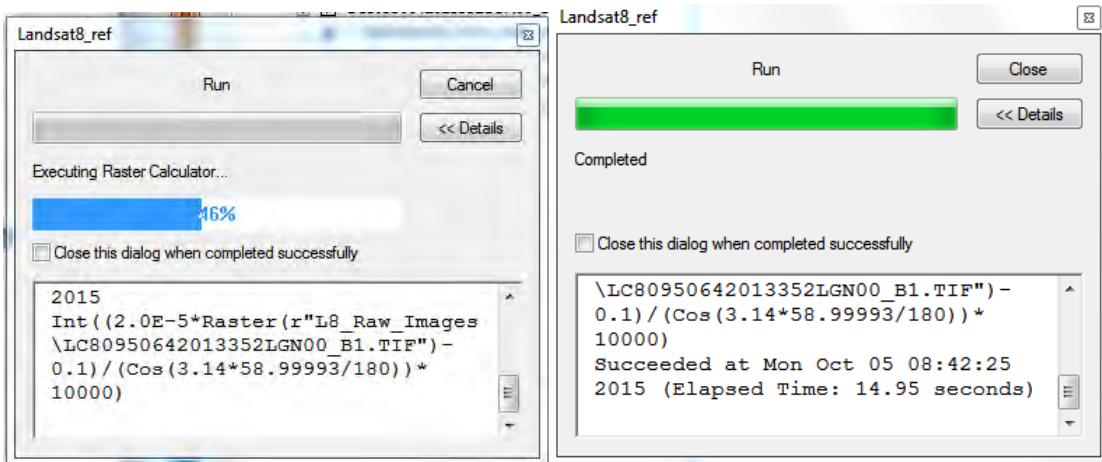 Landsat8_ref
Run
Cancel
<< Details
Executing Raster Calculator...
46%
Close this dialog when completed successfully
2015
Int((2.0E-5*Raster(r"L8_Raw_Images
\LC80950642013352LGN00_B1.TIF")-
0.1)/(Cos(3.14*58.99993/180))*
10000)
Landsat8_ref
Run
Close
<< Details
Completed
Close this dialog when completed successfully
\LC80950642013352LGN00_B1.TIF")-
0.1)/(Cos(3.14*58.99993/180))*
10000)
Succeeded at Mon Oct 05 08:42:25
2015 (Elapsed Time: 14.95 seconds)